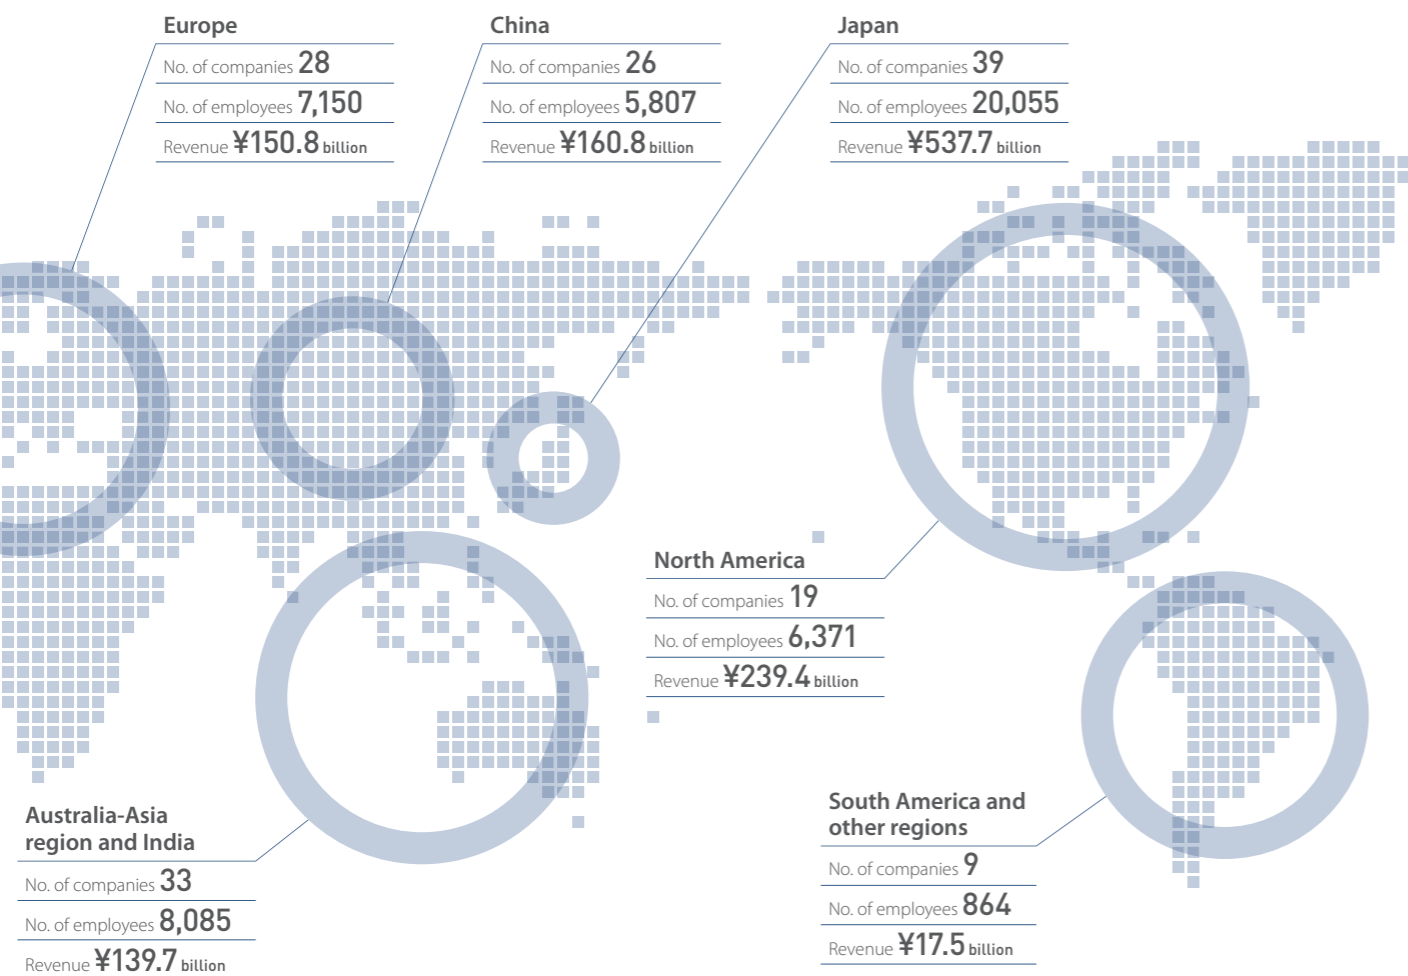 Europe
No. of companies 28
No. of employees 7,150
Revenue ¥150.8 billion
China
No. of companies 26
No. of employees 5,807
Revenue ¥160.8 billion
Japan
No. of companies 39
No. of employees 20,055
Revenue ¥537.7 billion
North America
No. of companies 19
No. of employees 6,371
Revenue ¥239.4 billion
Australia-Asia
region and India
No. of companies 33
No. of employees 8,085
Revenue ¥139.7 billion
South America and
other regions
No. of companies 9
No. of employees 864
Revenue ¥17.5 billion